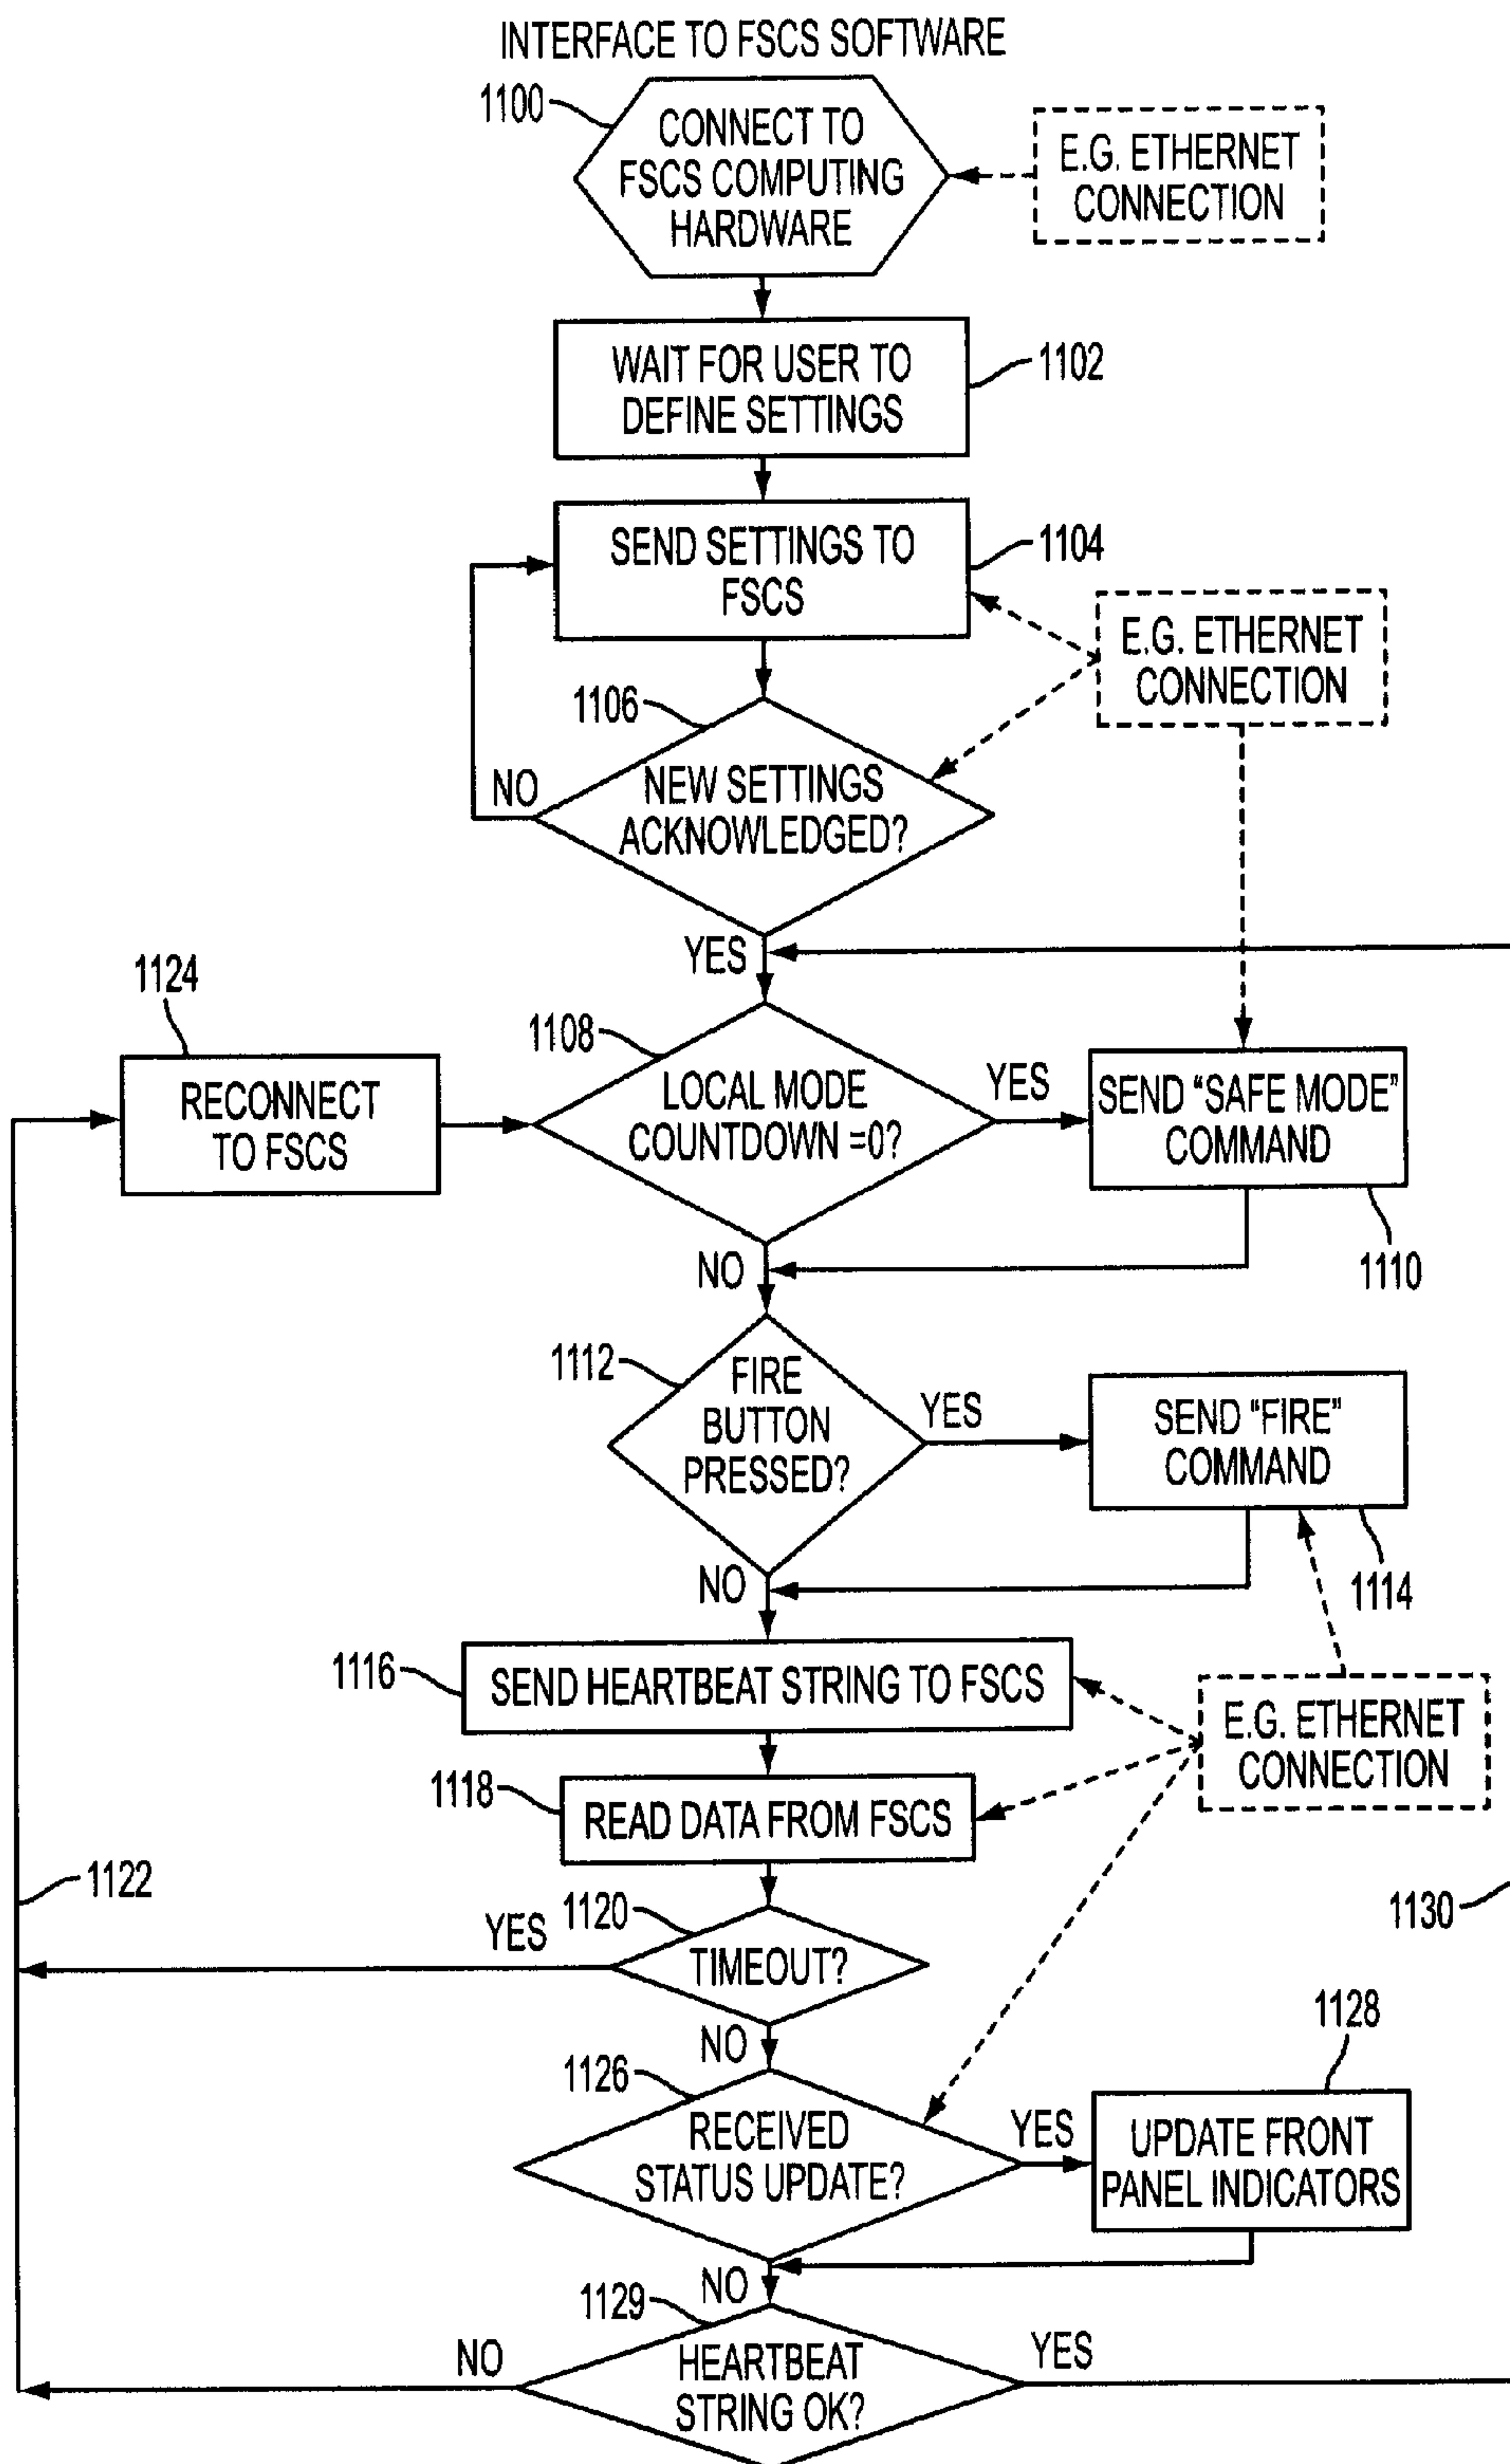 INTERFACE TO FSCS SOFTWARE
1100
CONNECT TO
FSCS COMPUTING
HARDWARE
E.G. ETHERNET
CONNECTION
WAIT FOR USER TO
DEFINE SETTINGS
1102
SEND SETTINGS TO
FSCS
1104
E.G. ETHERNET
CONNECTION
1106
NEW SETTINGS
ACKNOWLEDGED?
NO
YES
1124
RECONNECT
TO FSCS
1108
LOCAL MODE
COUNTDOWN =0?
YES
SEND “SAFE MODE”
COMMAND
1110
NO
1112
FIRE
BUTTON
PRESSED?
YES
SEND “FIRE”
COMMAND
1114
NO
1116
SEND HEARTBEAT STRING TO FSCS
E.G. ETHERNET
CONNECTION
1118
READ DATA FROM FSCS
1122
1120
YES
TIMEOUT?
1130
NO
1126
RECEIVED
STATUS UPDATE?
YES
1128
UPDATE FRONT
PANEL INDICATORS
NO
1129
NO
HEARTBEAT
STRING OK?
YES